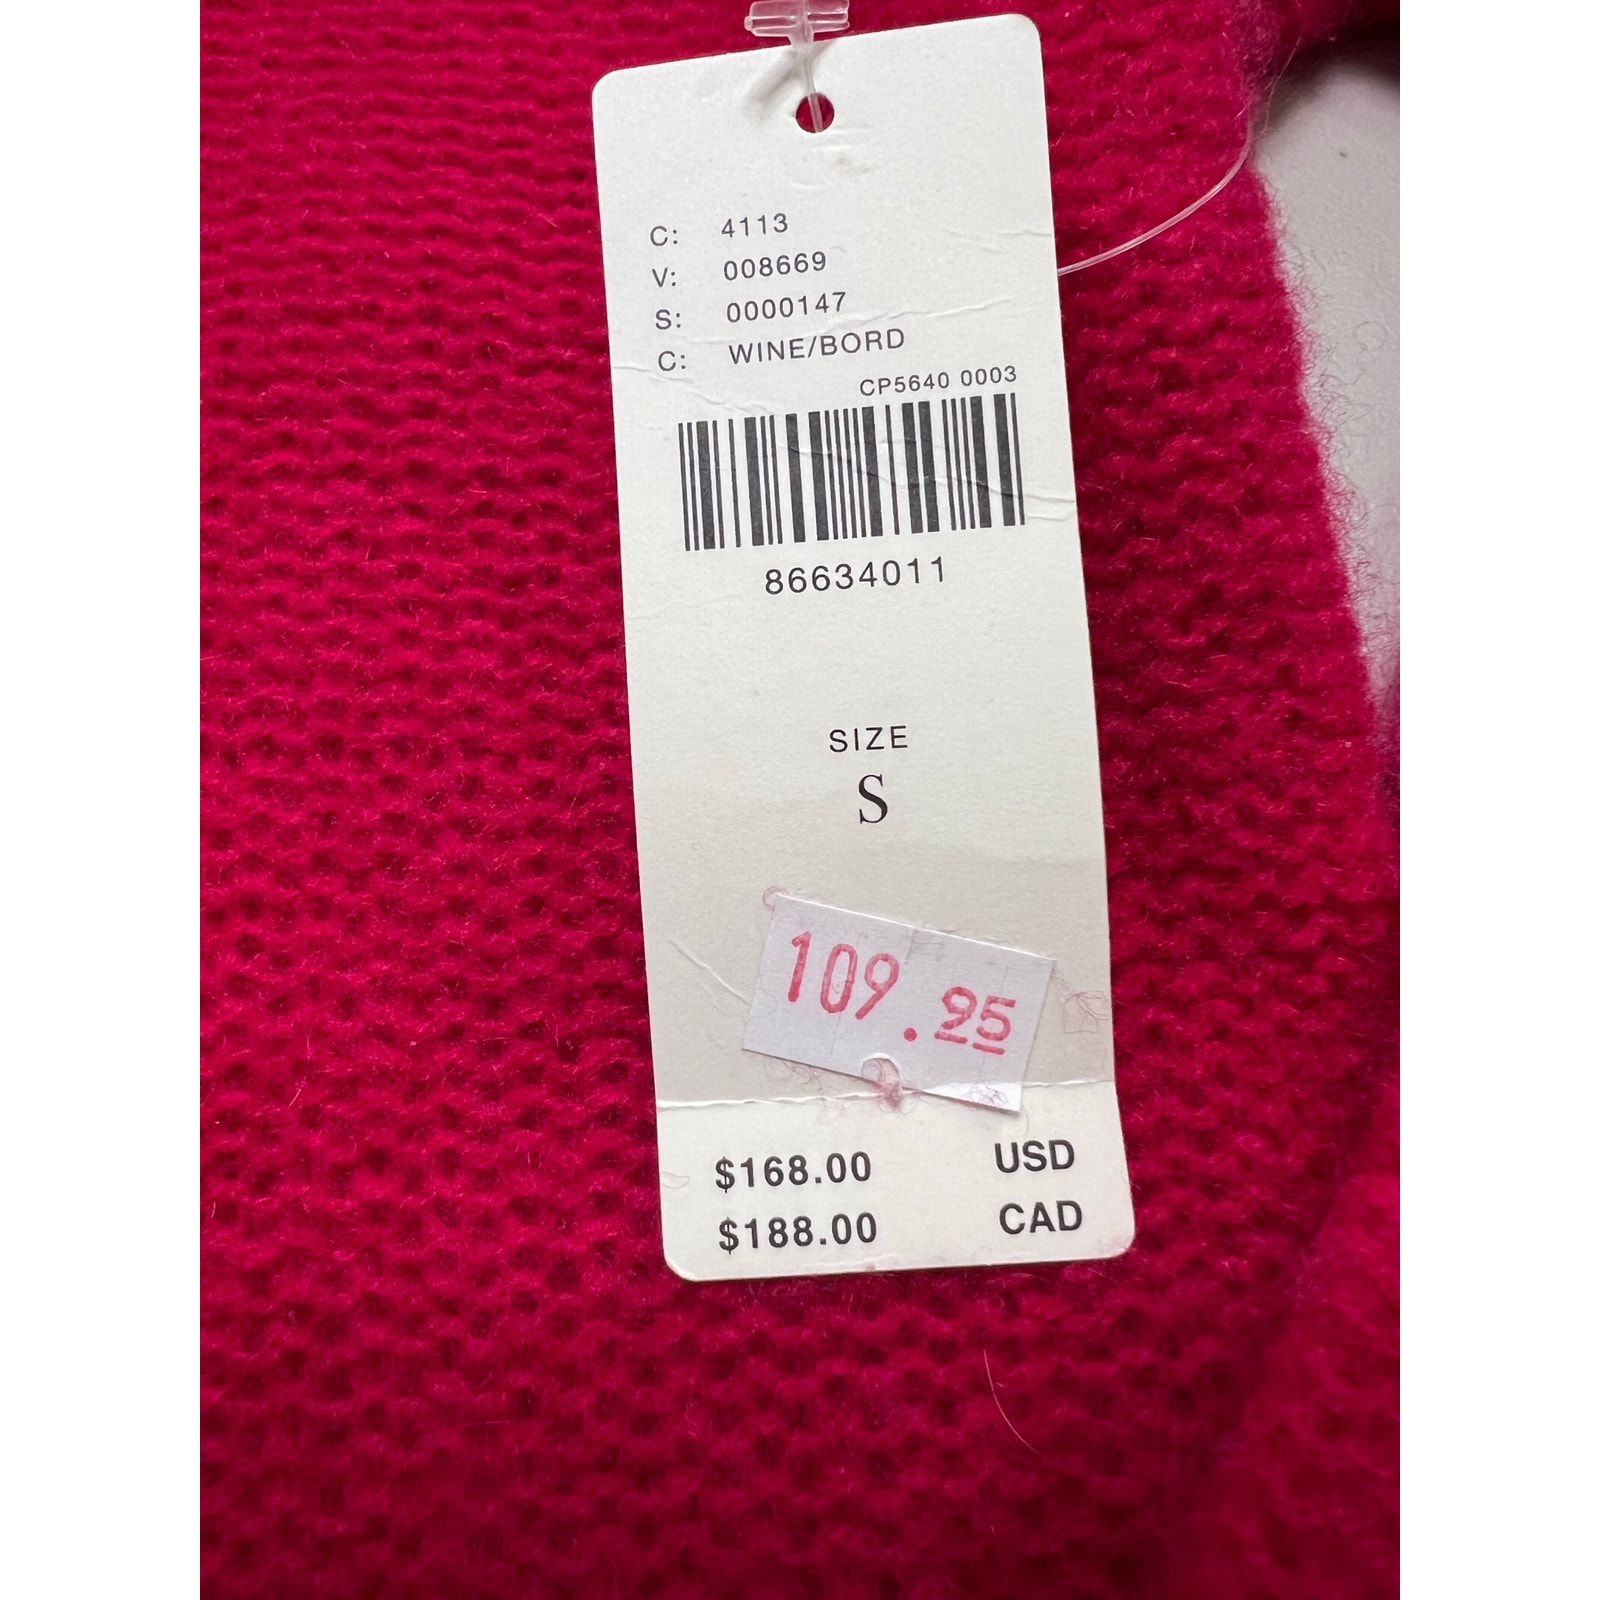 C: 4113
V: 008669
S: 0000147
C: WINE/BORD
CP5640 0003
86634011
SIZE
S
109.95
$168.00 USD
$188.00 CAD